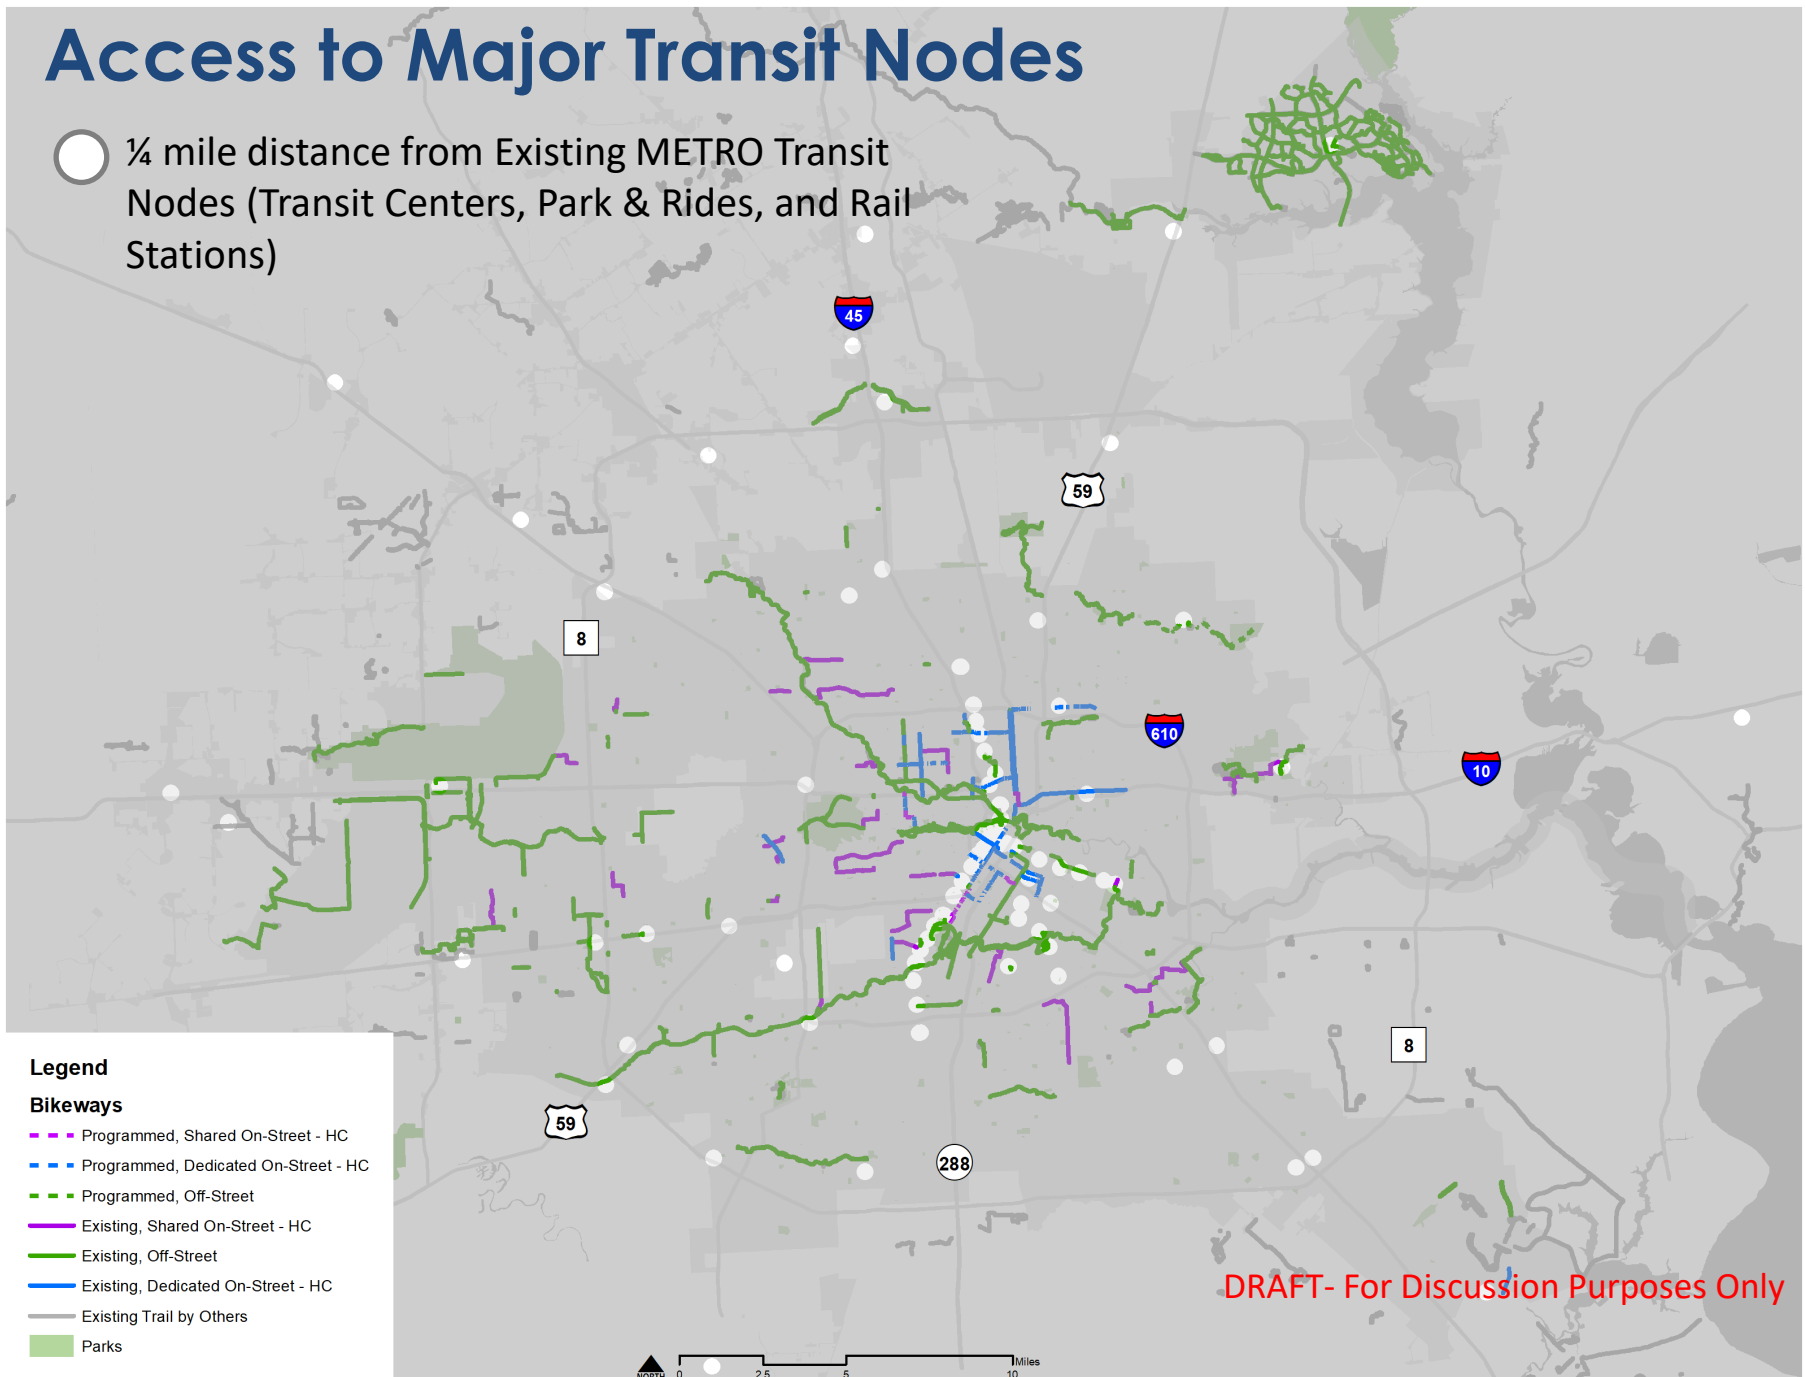 Access to Major Transit Nodes
¼ mile distance from Existing METRO Transit
Nodes (Transit Centers, Park & Rides, and Rail
Stations)
45
59
8
610
10
8
59
288
Legend
Bikeways
Programmed, Shared On-Street - HC
Programmed, Dedicated On-Street - HC
Programmed, Off-Street
Existing, Shared On-Street - HC
Existing, Off-Street
Existing, Dedicated On-Street - HC
Existing Trail by Others
Parks
DRAFT- For Discussion Purposes Only
Miles
NORTH 0 2.5 5 10